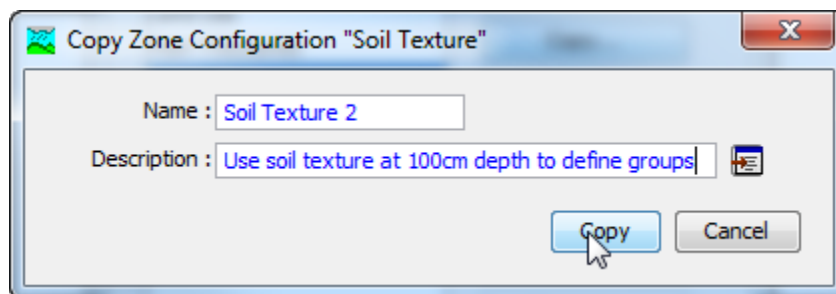 Copy Zone Configuration "Soil Texture"
Name : Soil Texture 2
Description : Use soil texture at 100cm depth to define groups
Copy Cancel